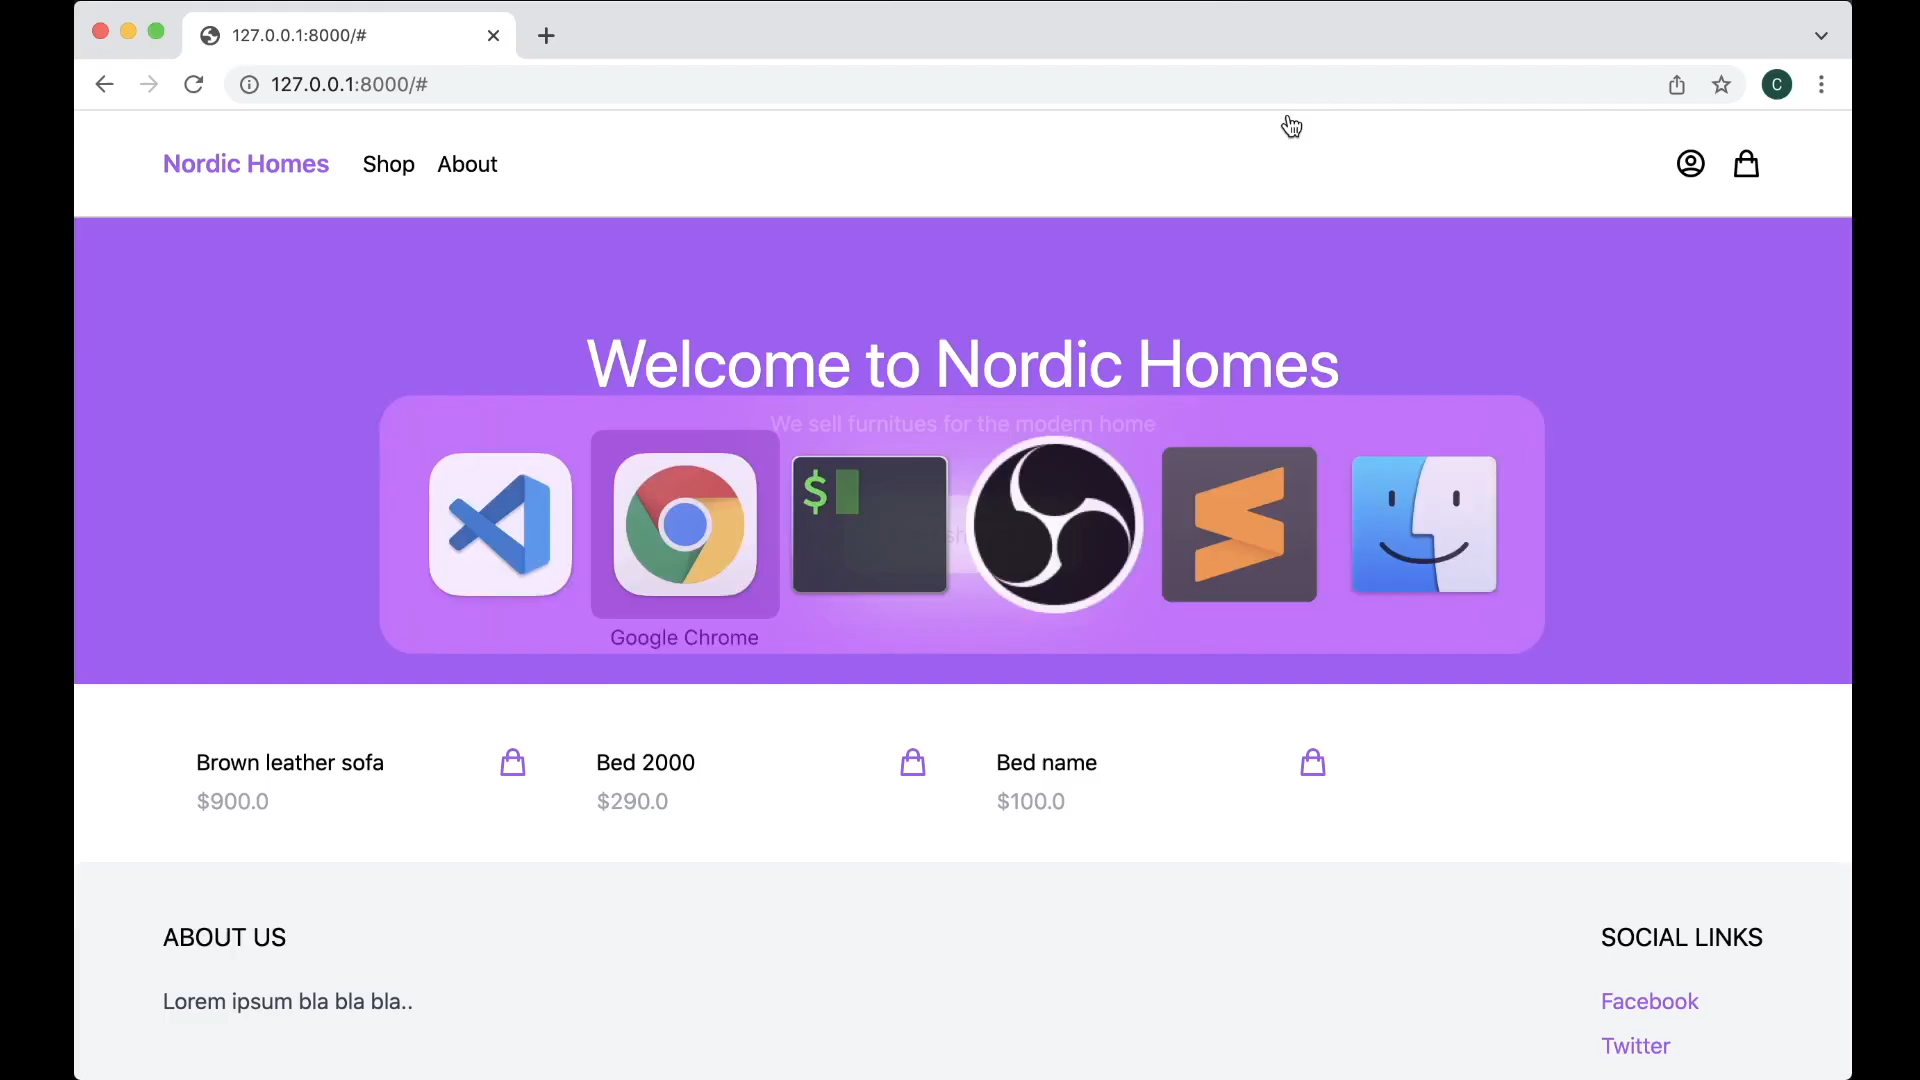 127.0.0.1:8000/#
127.0.0.1:8000/#
C
Nordic Homes Shop About
Welcome to Nordic Homes
We sell furnitues for the modern home
$
Google Chrome
Brown leather sofa
$900.0
Bed 2000
$290.0
Bed name
$100.0
ABOUT US
Lorem ipsum bla bla bla..
SOCIAL LINKS
Facebook
Twitter